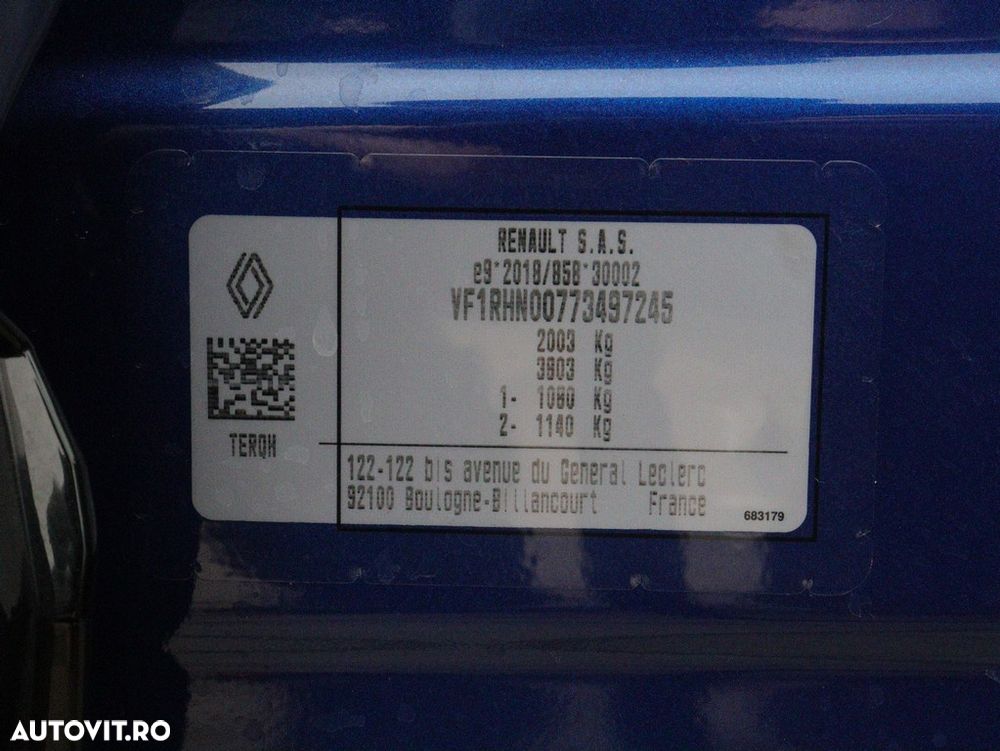 RENAULT S.A.S.
e9*2018/858*30002
VF1RHN00773497245
2003 Kg
3803 Kg
1- 1080 Kg
2- 1140 Kg
TERQH
122-122 bis avenue du General Leclerc
92100 Boulogne-Billancourt France
683179
AUTOVIT.RO